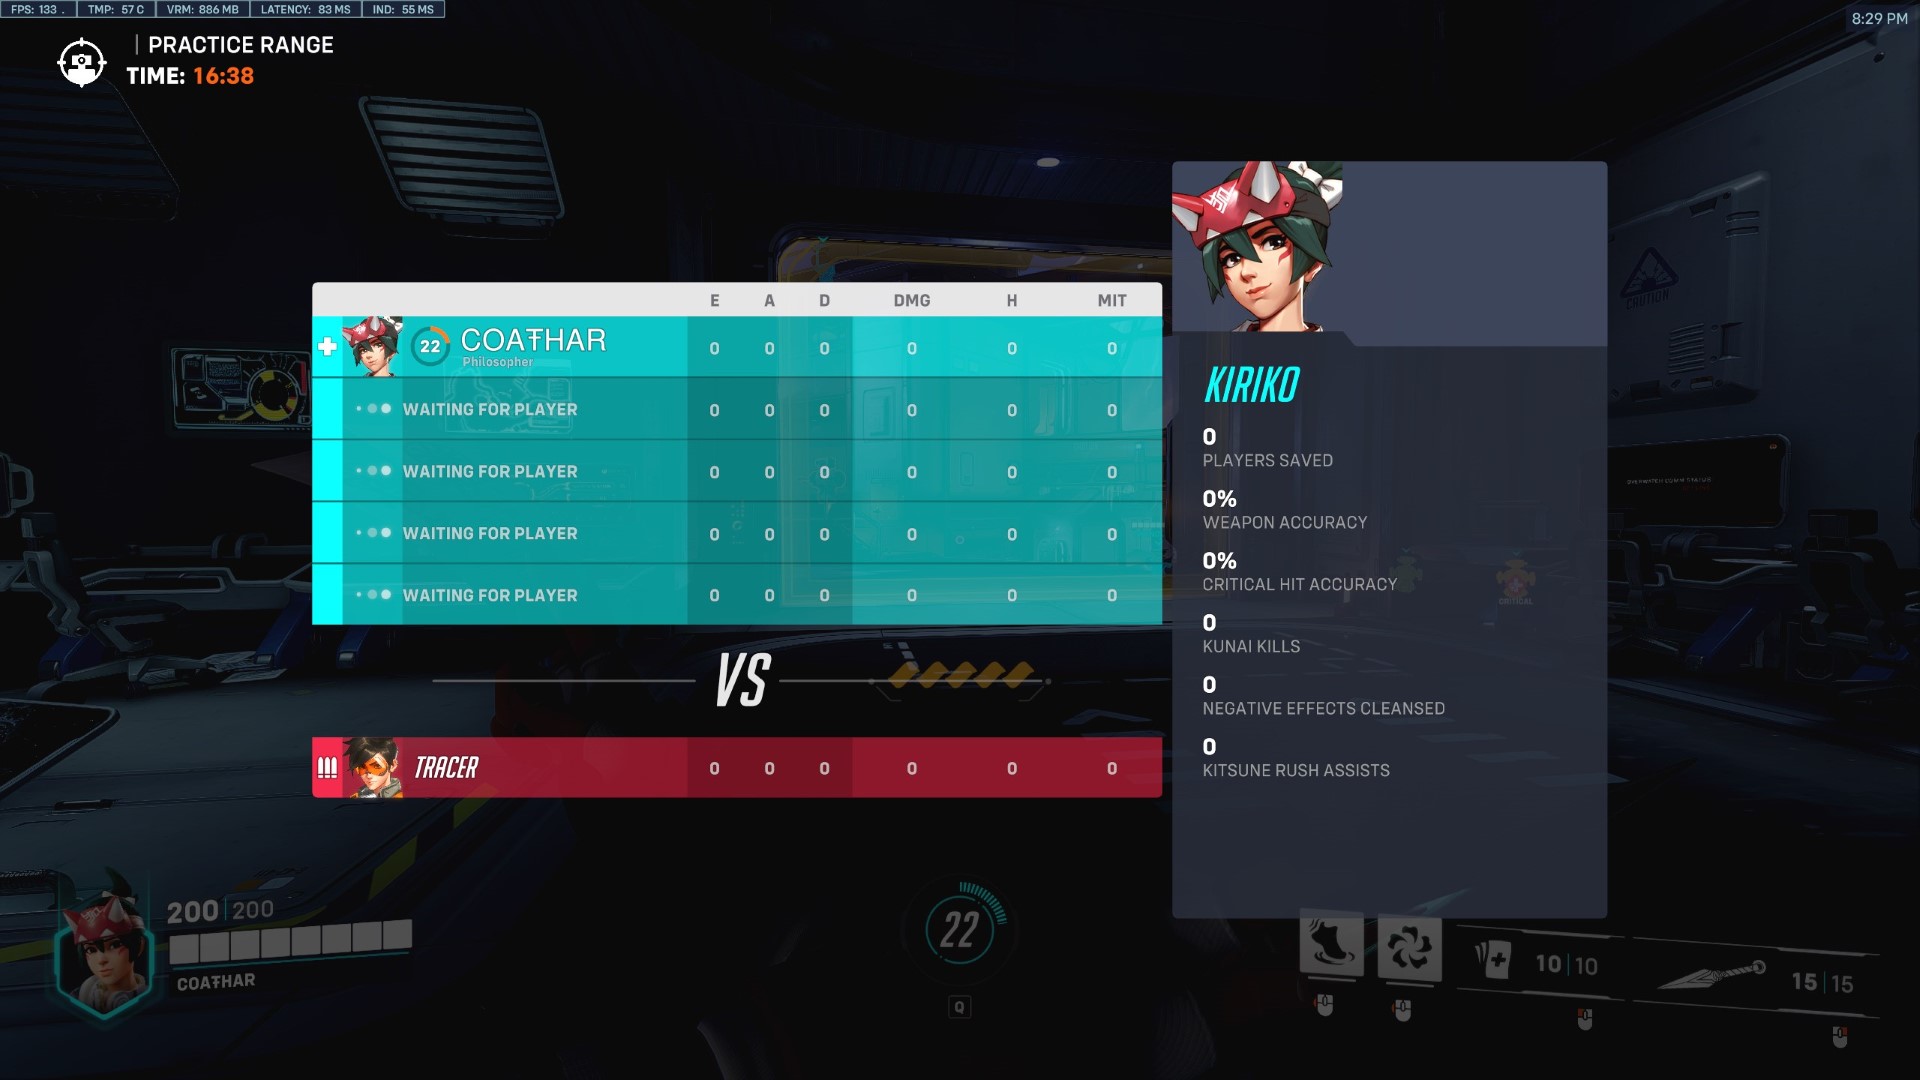 FPS: 133 .
TMP: 57 C
VRM: 886 MB
LATENCY: 83 MS
IND: 55 MS
8:29 PM
| PRACTICE RANGE
TIME: 16:38
E A D DMG H MIT
22 COAŦHAR 0 0 0 0 0 0
Philosopher
WAITING FOR PLAYER 0 0 0 0 0 0
WAITING FOR PLAYER 0 0 0 0 0 0
WAITING FOR PLAYER 0 0 0 0 0 0
WAITING FOR PLAYER 0 0 0 0 0 0
VS
TRACER 0 0 0 0 0 0
KIRIKO
0
PLAYERS SAVED
0%
WEAPON ACCURACY
0%
CRITICAL HIT ACCURACY
0
KUNAI KILLS
0
NEGATIVE EFFECTS CLEANSED
0
KITSUNE RUSH ASSISTS
CAUTION
CRITICAL
200 | 200
COAŦHAR
22
Q
10 | 10
15 | 15